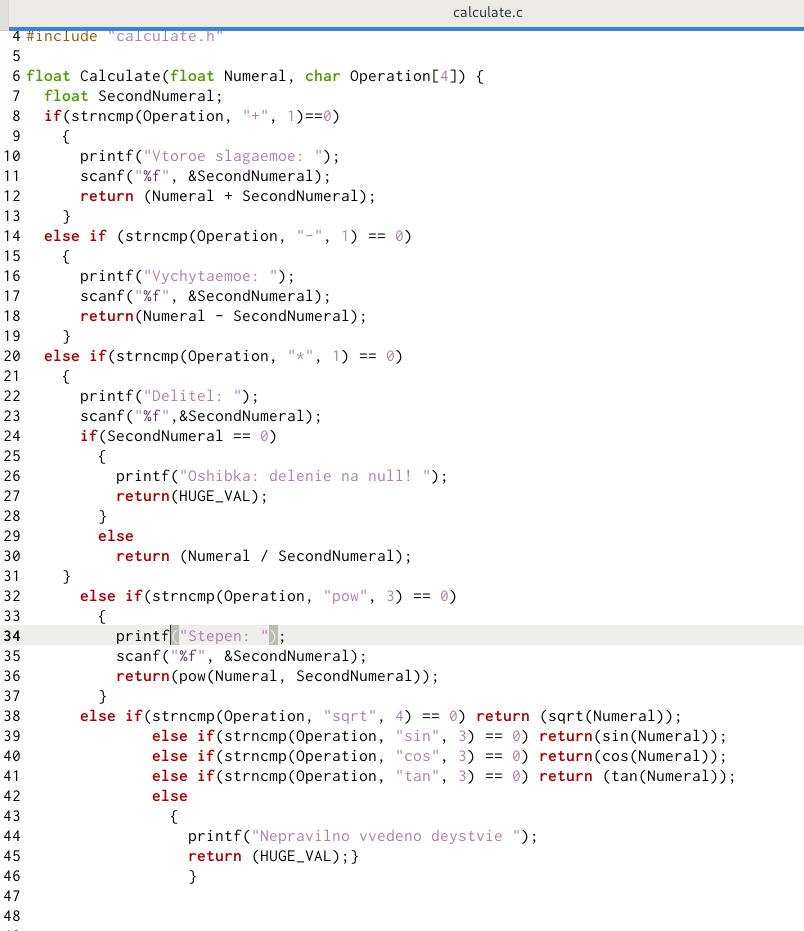 calculate.c
4 #include "calculate.h"
5
6 float Calculate(float Numeral, char Operation[4]) {
7   float SecondNumeral;
8   if(strncmp(Operation, "+", 1)==0)
9     {
10       printf("Vtoroe slagaemoe: ");
11       scanf("%f", &SecondNumeral);
12       return (Numeral + SecondNumeral);
13     }
14   else if (strncmp(Operation, "-", 1) == 0)
15     {
16       printf("Vychytaemoe: ");
17       scanf("%f", &SecondNumeral);
18       return(Numeral - SecondNumeral);
19     }
20   else if(strncmp(Operation, "*", 1) == 0)
21     {
22       printf("Delitel: ");
23       scanf("%f",&SecondNumeral);
24       if(SecondNumeral == 0)
25         {
26           printf("Oshibka: delenie na null! ");
27           return(HUGE_VAL);
28         }
29         else
30           return (Numeral / SecondNumeral);
31     }
32       else if(strncmp(Operation, "pow", 3) == 0)
33         {
34           printf("Stepen: ");
35           scanf("%f", &SecondNumeral);
36           return(pow(Numeral, SecondNumeral));
37         }
38       else if(strncmp(Operation, "sqrt", 4) == 0) return (sqrt(Numeral));
39               else if(strncmp(Operation, "sin", 3) == 0) return(sin(Numeral));
40               else if(strncmp(Operation, "cos", 3) == 0) return(cos(Numeral));
41               else if(strncmp(Operation, "tan", 3) == 0) return (tan(Numeral));
42               else
43                 {
44                   printf("Nepravilno vvedeno deystvie ");
45                   return (HUGE_VAL);}
46                   }
47
48